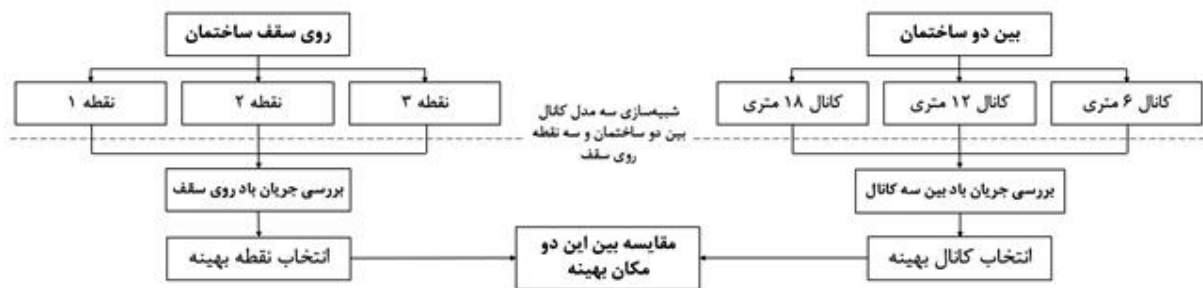 بین دو ساختمان
روی سقف ساختمان
کانال ۶ متری
کانال ۱۲ متری
کانال ۱۸ متری
نقطه ۳
نقطه ۲
نقطه ۱
شبیه‌سازی سه مدل کانال
بین دو ساختمان و سه نقطه
روی سقف
بررسی جریان باد بین سه کانال
بررسی جریان باد روی سقف
انتخاب کانال بهینه
مقایسه بین این دو
مکان بهینه
انتخاب نقطه بهینه